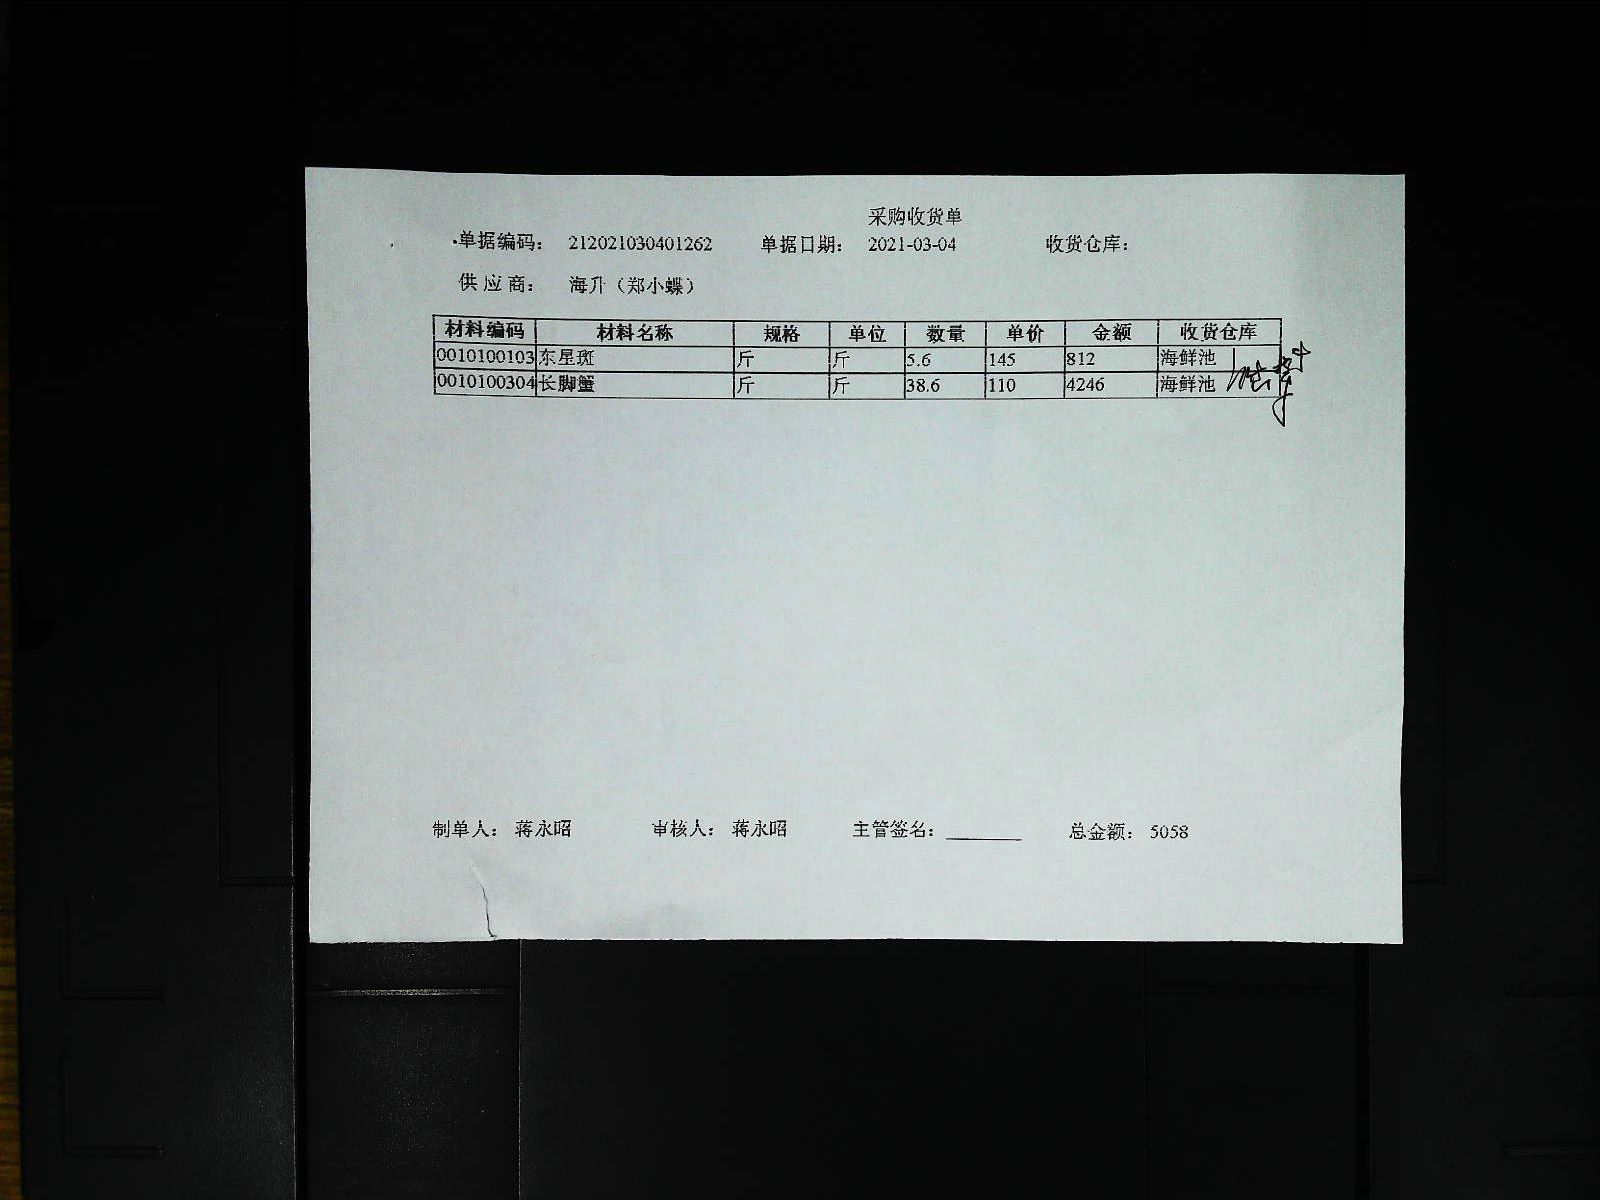 采购收货单
单据编码： 212021030401262 单据日期： 2021-03-04 收货仓库：
供应商： 海升（郑小蝶）
材料编码 材料名称 规格 单位 数量 单价 金额 收货仓库
0010100103 东星斑 斤 斤 5.6 145 812 海鲜池
0010100304 长脚蟹 斤 斤 38.6 110 4246 海鲜池
制单人： 蒋永昭 审核人： 蒋永昭 主管签名： 总金额： 5058